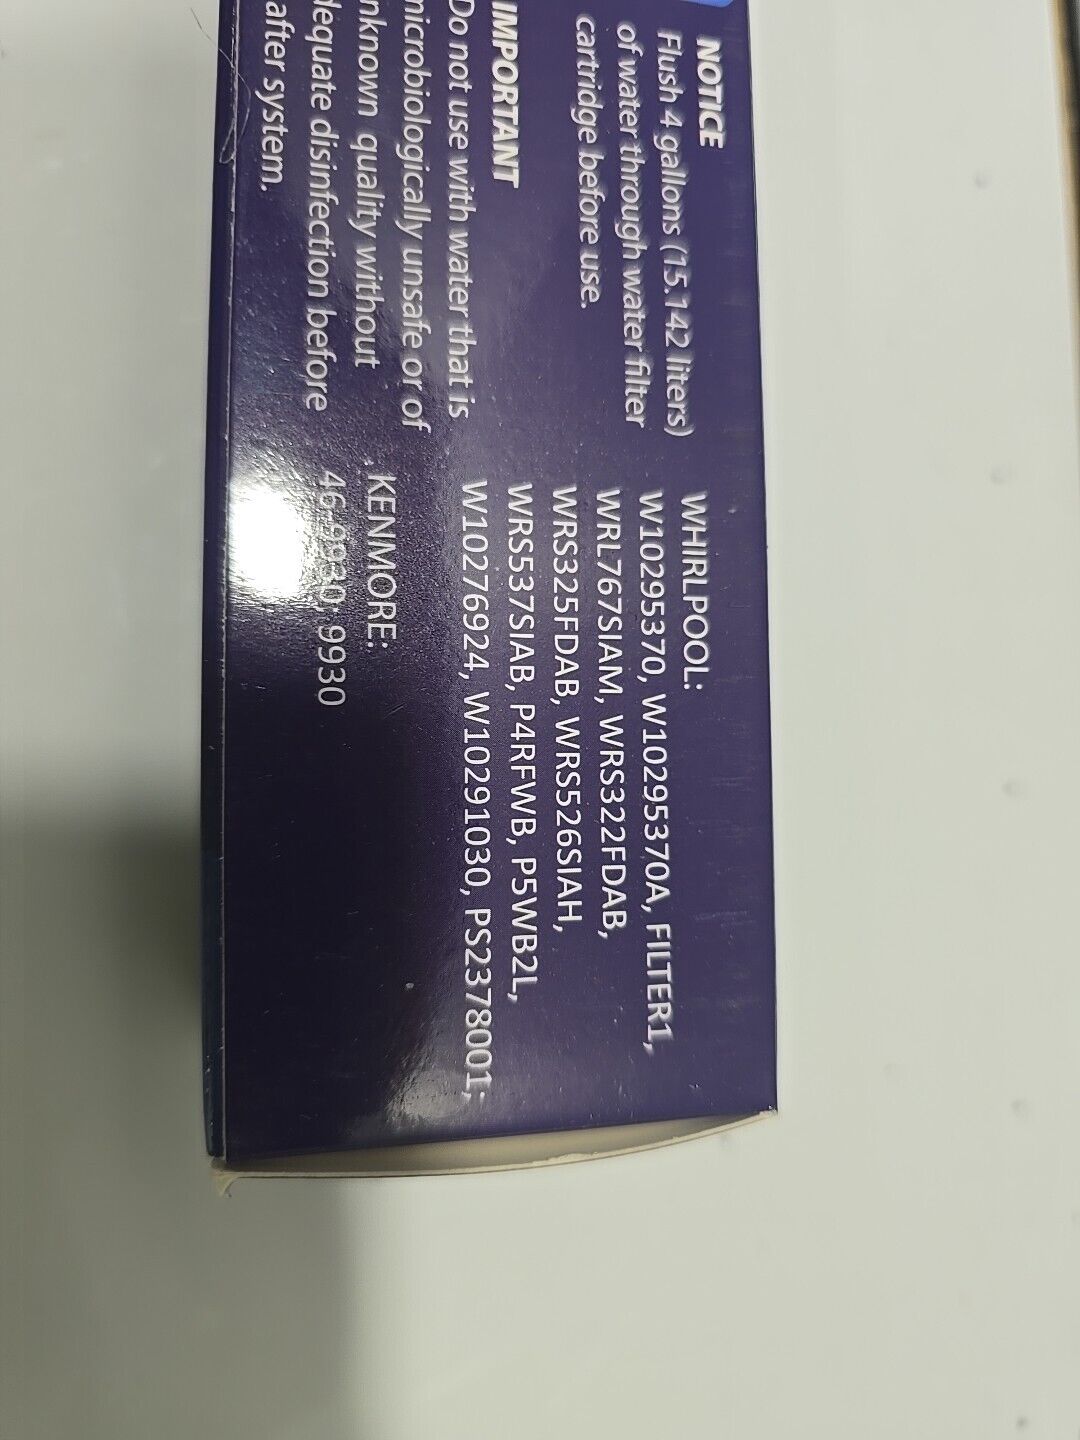 NOTICE
Flush 4 gallons (15.142 liters)
of water through water filter
cartridge before use.
IMPORTANT
Do not use with water that is
microbiologically unsafe or of
nknown quality without
dequate disinfection before
after system.
WHIRLPOOL:
W10295370, W10295370A, FILTER1,
WRL767SIAM, WRS322FDAB,
WRS325FDAB, WRS526SIAH,
WRS537SIAB, P4RFWB, P5WB2L,
W10276924, W10291030, PS2378001;
KENMORE:
46-9930, 9930